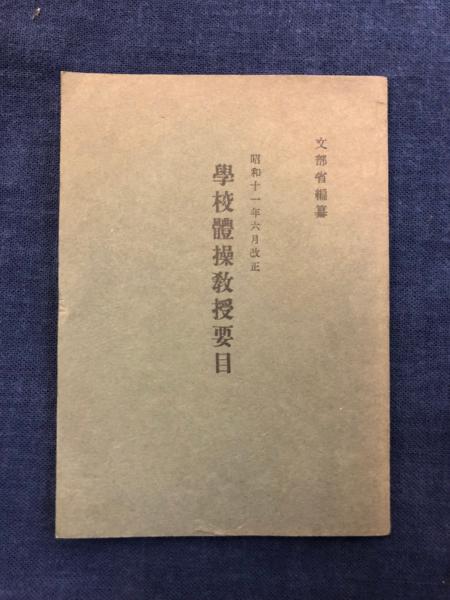 文部省編纂
昭和十一年六月改正
學校體操教授要目